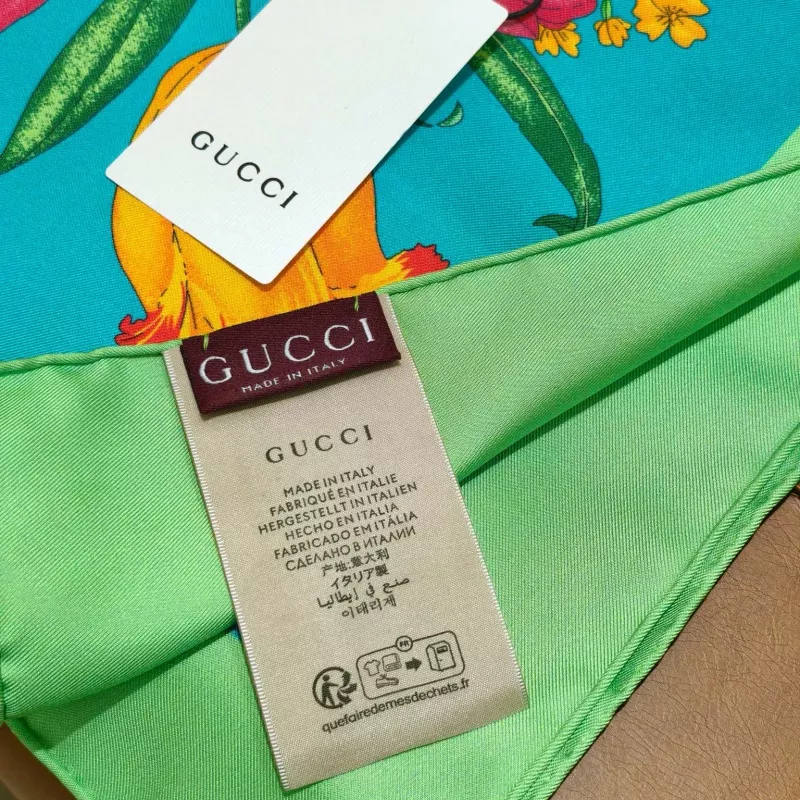 GUCCI
GUCCI
MADE IN ITALY
GUCCI
MADE IN ITALY
FABRIQUÉ EN ITALIE
HERGESTELLT IN ITALIEN
HECHO EN ITALIA
FABRICADO EM ITÁLIA
СДЕЛАНО В ИТАЛИИ
产地:意大利
イタリア製
صنع في إيطاليا
이태리제
FR
quefairedemesdechets.fr